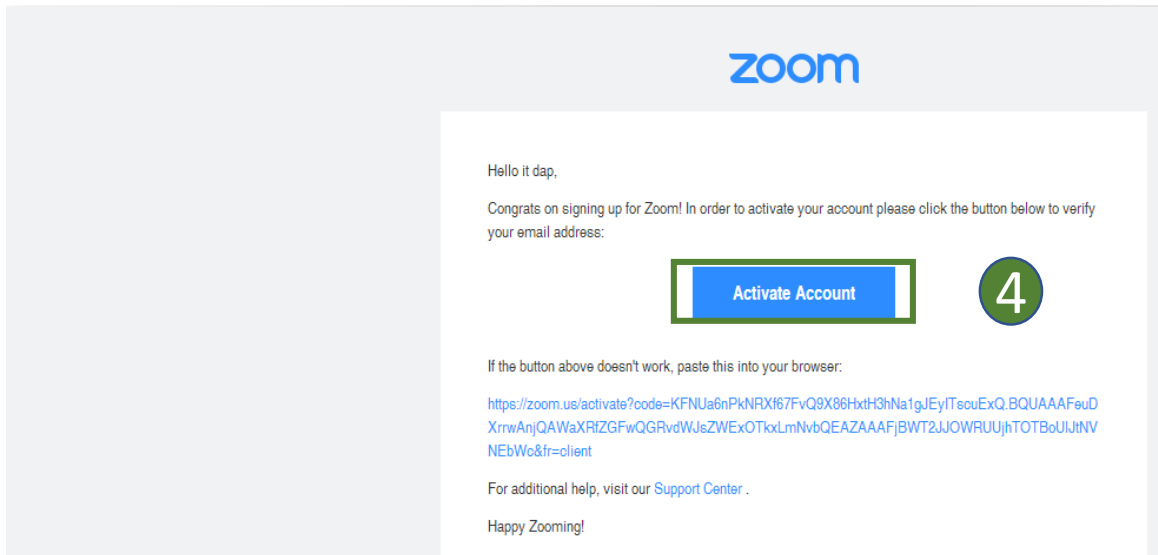 zoom
Hello it dap,
Congrats on signing up for Zoom! In order to activate your account please click the button below to verify
your email address:
Activate Account
4
If the button above doesn't work, paste this into your browser:
https://zoom.us/activate?code=KFNUa6nPkNRXf67FvQ9X86HxtH3hNa1gJEyITscuExQ.BQUAAAFeuD
XrrwAnjQAWaXRfZGFwQGRvdWJsZWExOTkxLmNvbQEAZAAAFjBWT2JJOWRUUjhTOTBoUlJtNV
NEbWc&fr=client
For additional help, visit our Support Center .
Happy Zooming!